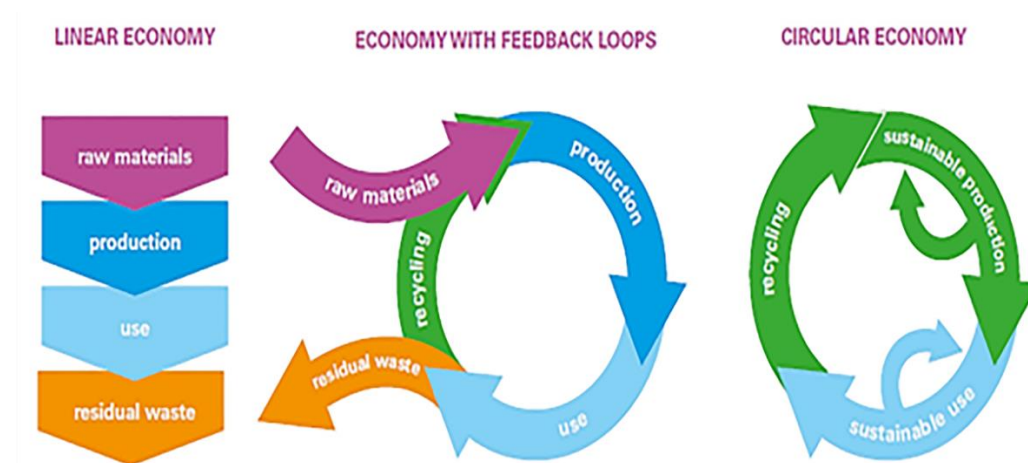 LINEAR ECONOMY
raw materials
production
use
residual waste
ECONOMY WITH FEEDBACK LOOPS
raw materials
production
use
recycling
residual waste
CIRCULAR ECONOMY
sustainable production
sustainable use
recycling